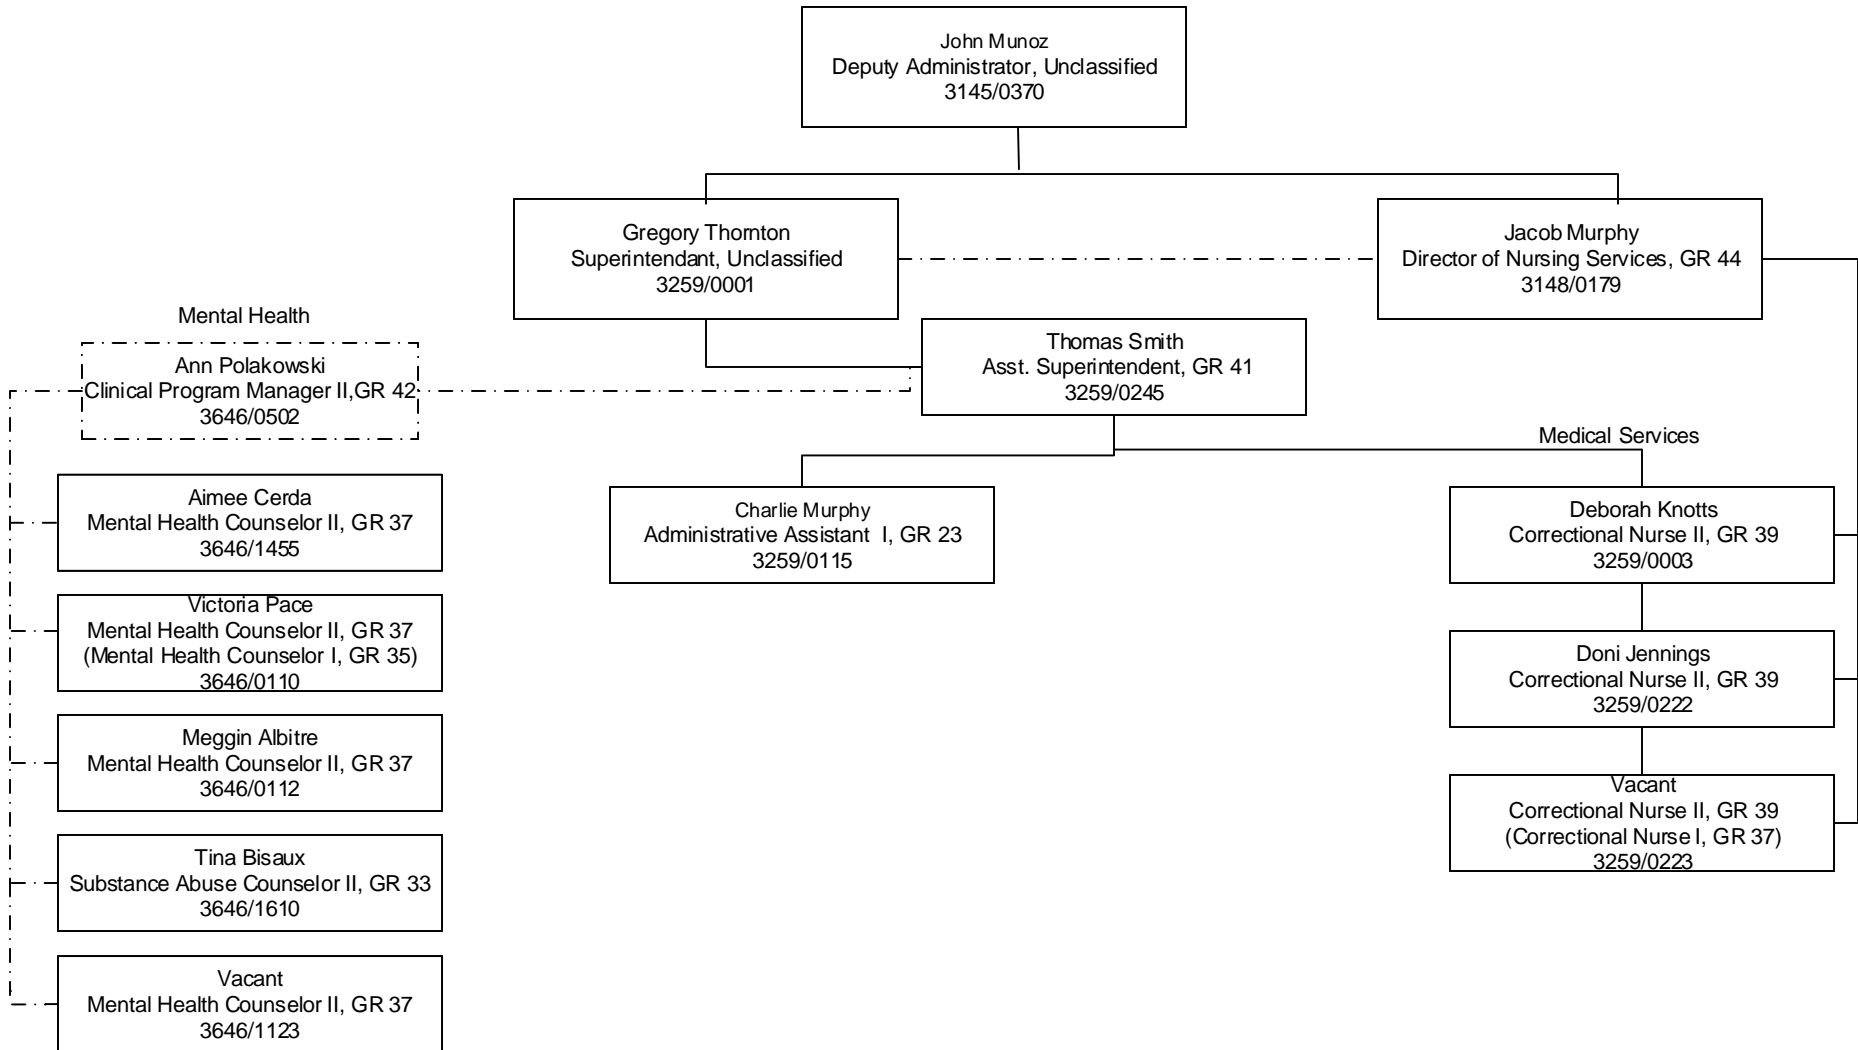 John Munoz
Deputy Administrator, Unclassified
3145/0370
Gregory Thornton
Superintendant, Unclassified
3259/0001
Jacob Murphy
Director of Nursing Services, GR 44
3148/0179
Thomas Smith
Asst. Superintendent, GR 41
3259/0245
Mental Health
Ann Polakowski
Clinical Program Manager II,GR 42
3646/0502
Aimee Cerda
Mental Health Counselor II, GR 37
3646/1455
Victoria Pace
Mental Health Counselor II, GR 37
(Mental Health Counselor I, GR 35)
3646/0110
Meggin Albitre
Mental Health Counselor II, GR 37
3646/0112
Tina Bisaux
Substance Abuse Counselor II, GR 33
3646/1610
Vacant
Mental Health Counselor II, GR 37
3646/1123
Charlie Murphy
Administrative Assistant I, GR 23
3259/0115
Medical Services
Deborah Knotts
Correctional Nurse II, GR 39
3259/0003
Doni Jennings
Correctional Nurse II, GR 39
3259/0222
Vacant
Correctional Nurse II, GR 39
(Correctional Nurse I, GR 37)
3259/0223